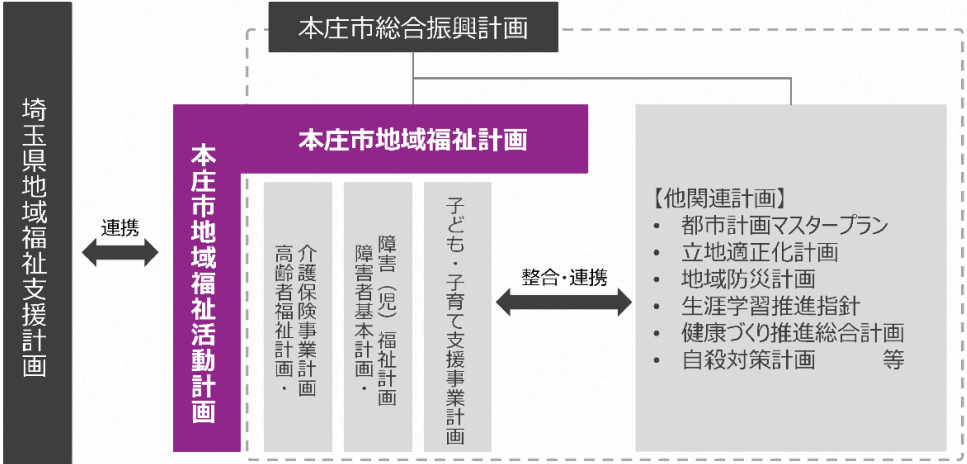 本庄市総合振興計画
埼玉県地域福祉支援計画
連携
本庄市地域福祉計画
本庄市地域福祉活動計画
高齢者福祉計画・
介護保険事業計画
障害者基本計画・
障害（児）福祉計画
子ども・子育て支援事業計画
整合・連携
【他関連計画】
• 都市計画マスタープラン
• 立地適正化計画
• 地域防災計画
• 生涯学習推進指針
• 健康づくり推進総合計画
• 自殺対策計画　　等